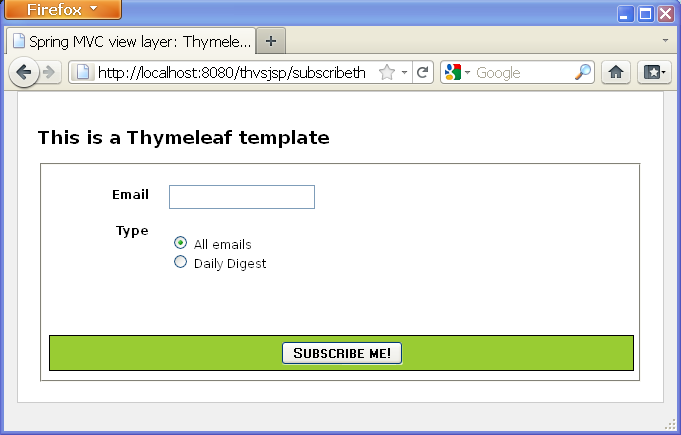 Firefox
Spring MVC view layer: Thymele...
http://localhost:8080/thvsjsp/subscribeth
Google
This is a Thymeleaf template
Email
Type
All emails
Daily Digest
SUBSCRIBE ME!